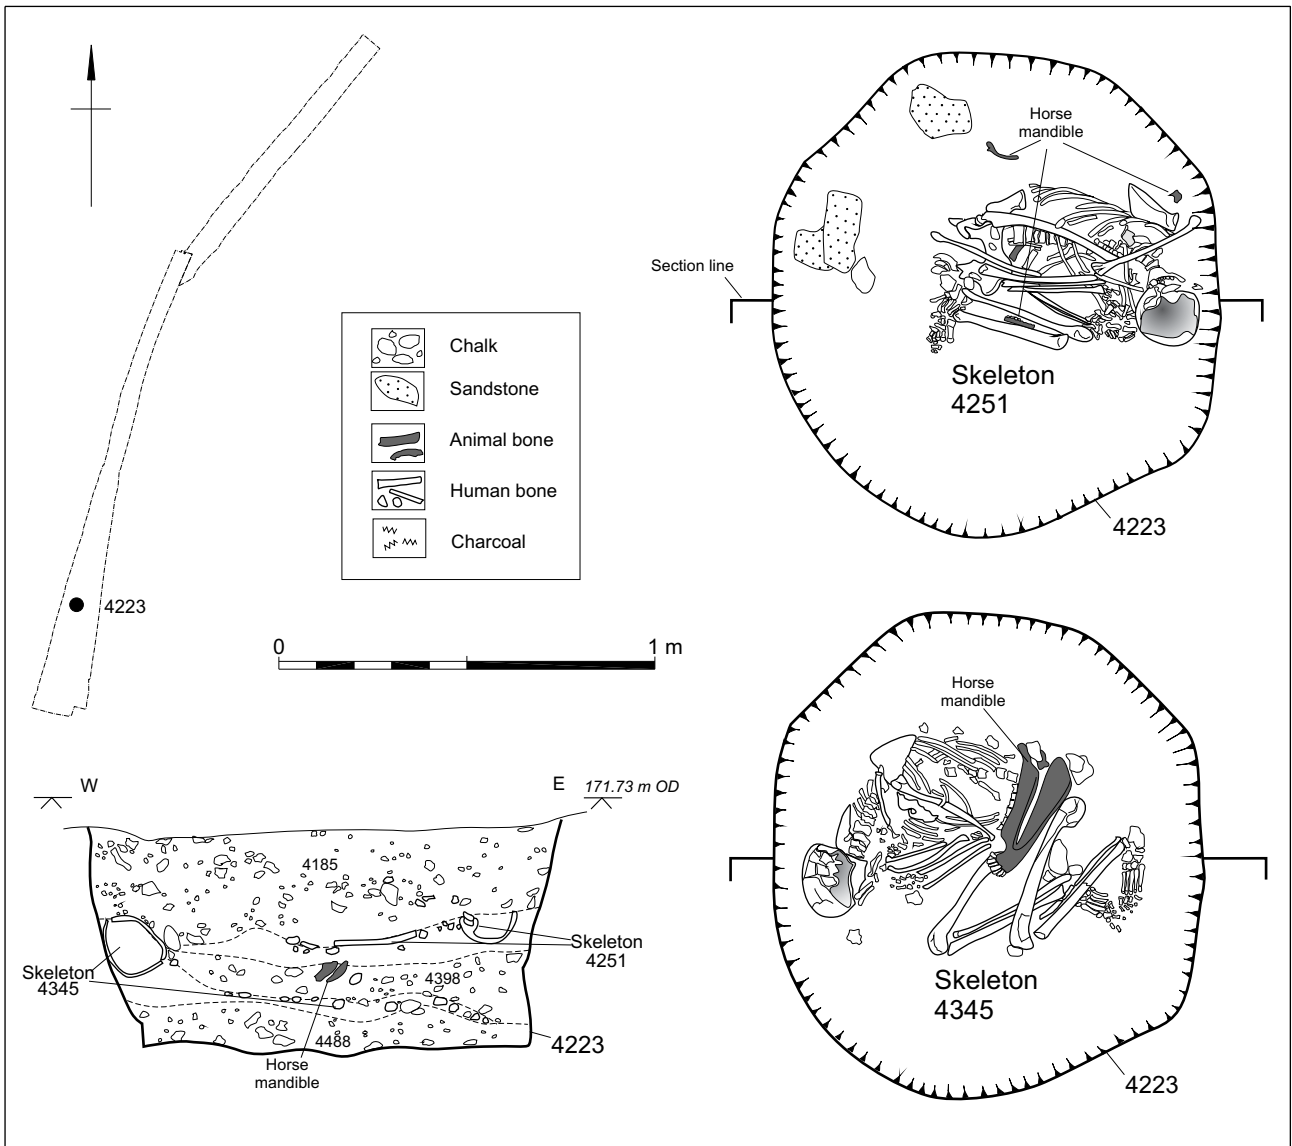 4223
Chalk
Sandstone
Animal bone
Human bone
Charcoal
0
1 m
Horse
mandible
Section line
Skeleton
4251
4223
Horse
mandible
Skeleton
4345
4223
W
E
171.73 m OD
4185
Skeleton
4251
Skeleton
4345
4398
4488
4223
Horse
mandible